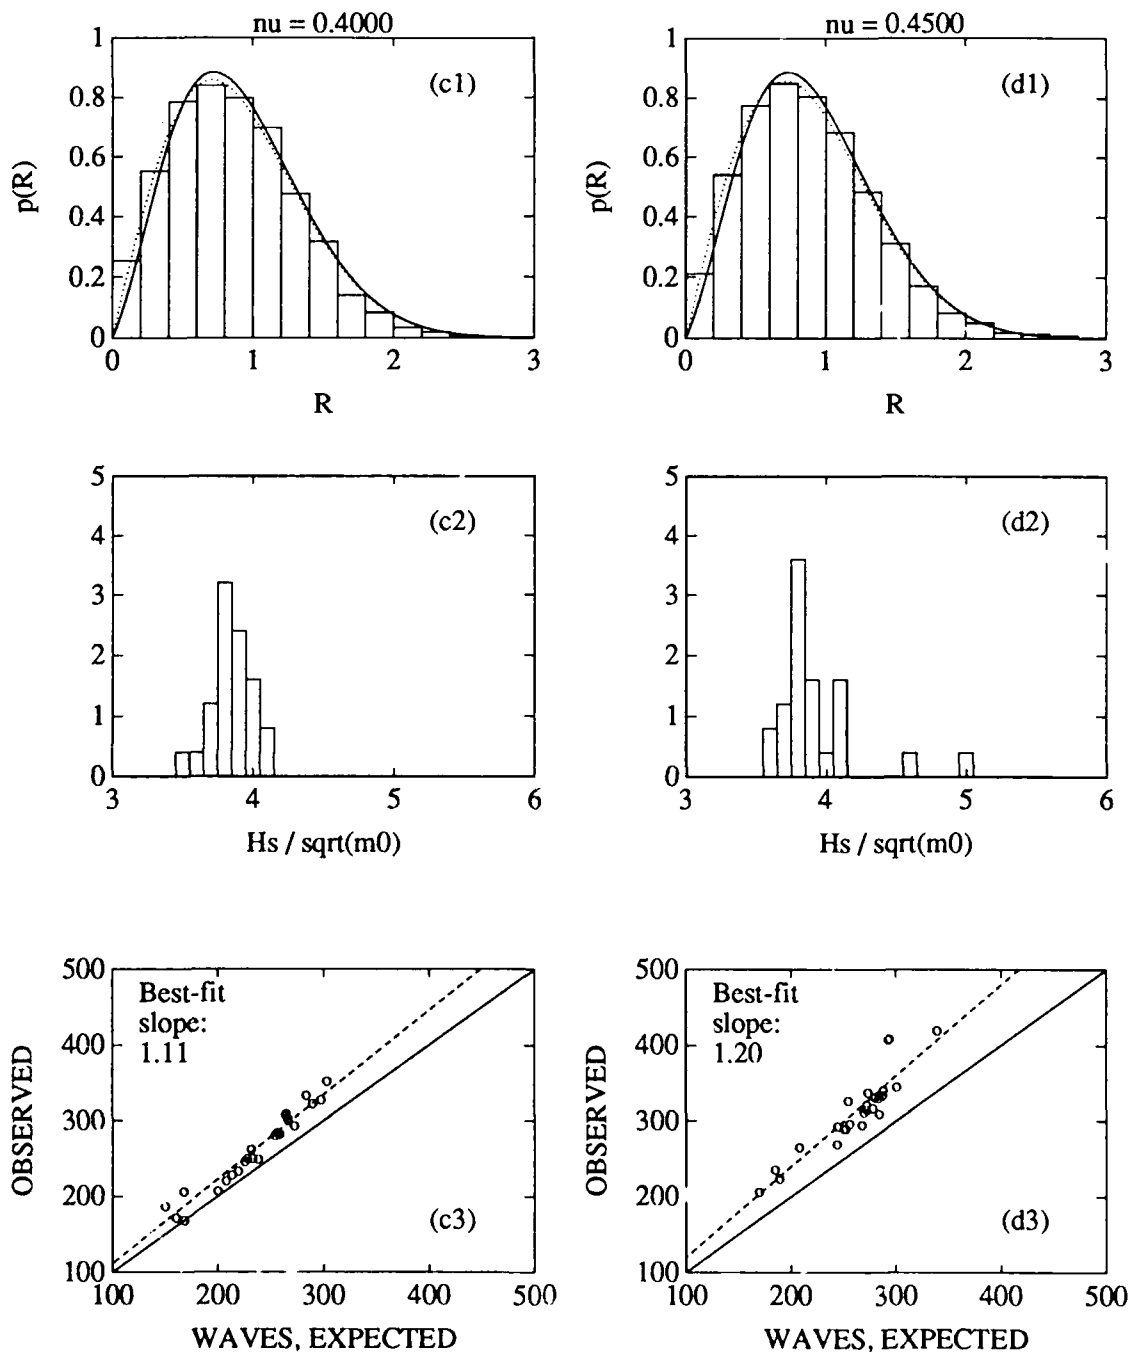 nu = 0.4000
1
0.8
0.6
0.4
0.2
0
p(R)
(c1)
0 1 2 3
R
nu = 0.4500
1
0.8
0.6
0.4
0.2
0
p(R)
(d1)
0 1 2 3
R
5
4
3
2
1
0
(c2)
3 4 5 6
Hs / sqrt(m0)
5
4
3
2
1
0
(d2)
3 4 5 6
Hs / sqrt(m0)
500
400
300
200
100
OBSERVED
Best-fit
slope:
1.11
(c3)
100 200 300 400 500
WAVES, EXPECTED
500
400
300
200
100
OBSERVED
Best-fit
slope:
1.20
(d3)
100 200 300 400 500
WAVES, EXPECTED